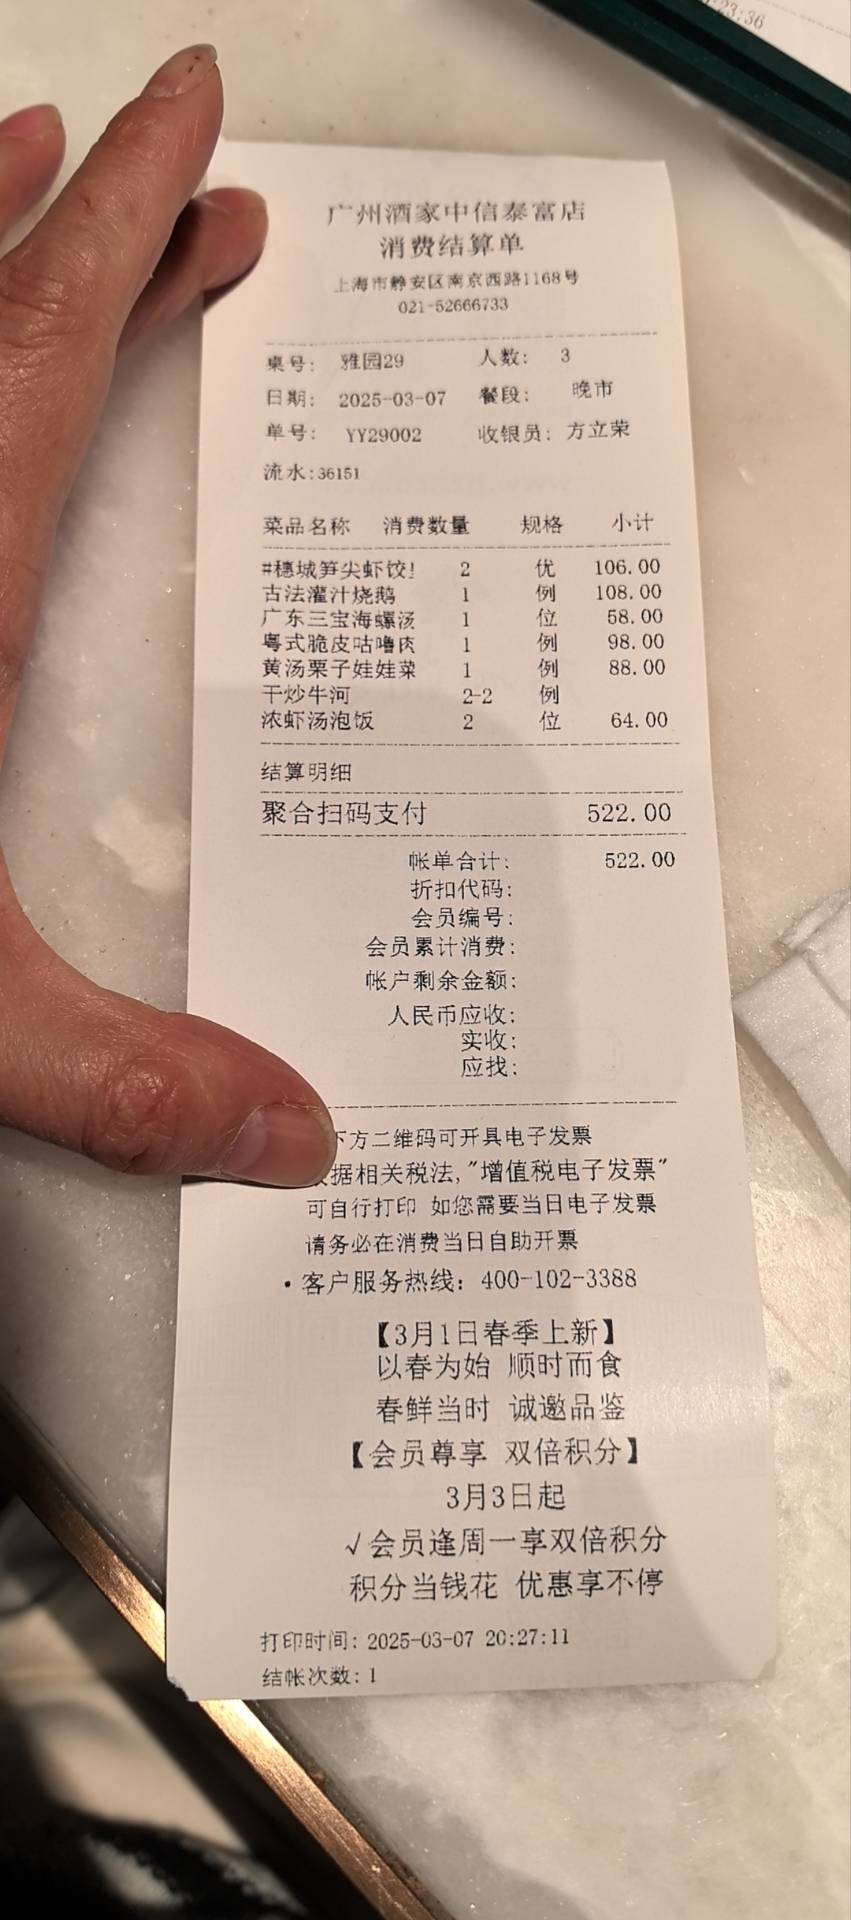 23:36
广州酒家中信泰富店
消费结算单
上海市静安区南京西路1168号
021-52666733
桌号： 雅园29 人数： 3
日期： 2025-03-07 餐段： 晚市
单号： YY29002 收银员：方立荣
流水:36151
菜品名称 消费数量 规格 小计
#穗城笋尖虾饺! 2 优 106.00
古法灌汁烧鹅 1 例 108.00
广东三宝海螺汤 1 位 58.00
粤式脆皮咕噜肉 1 例 98.00
黄汤栗子娃娃菜 1 例 88.00
干炒牛河 2-2 例
浓虾汤泡饭 2 位 64.00
结算明细
聚合扫码支付 522.00
帐单合计： 522.00
折扣代码：
会员编号：
会员累计消费：
帐户剩余金额：
人民币应收：
实收：
应找：
下方二维码可开具电子发票
据相关税法,"增值税电子发票"
可自行打印 如您需要当日电子发票
请务必在消费当日自助开票
·客户服务热线：400-102-3388
【3月1日春季上新】
以春为始 顺时而食
春鲜当时 诚邀品鉴
【会员尊享 双倍积分】
3月3日起
√会员逢周一享双倍积分
积分当钱花 优惠享不停
打印时间：2025-03-07 20:27:11
结帐次数：1